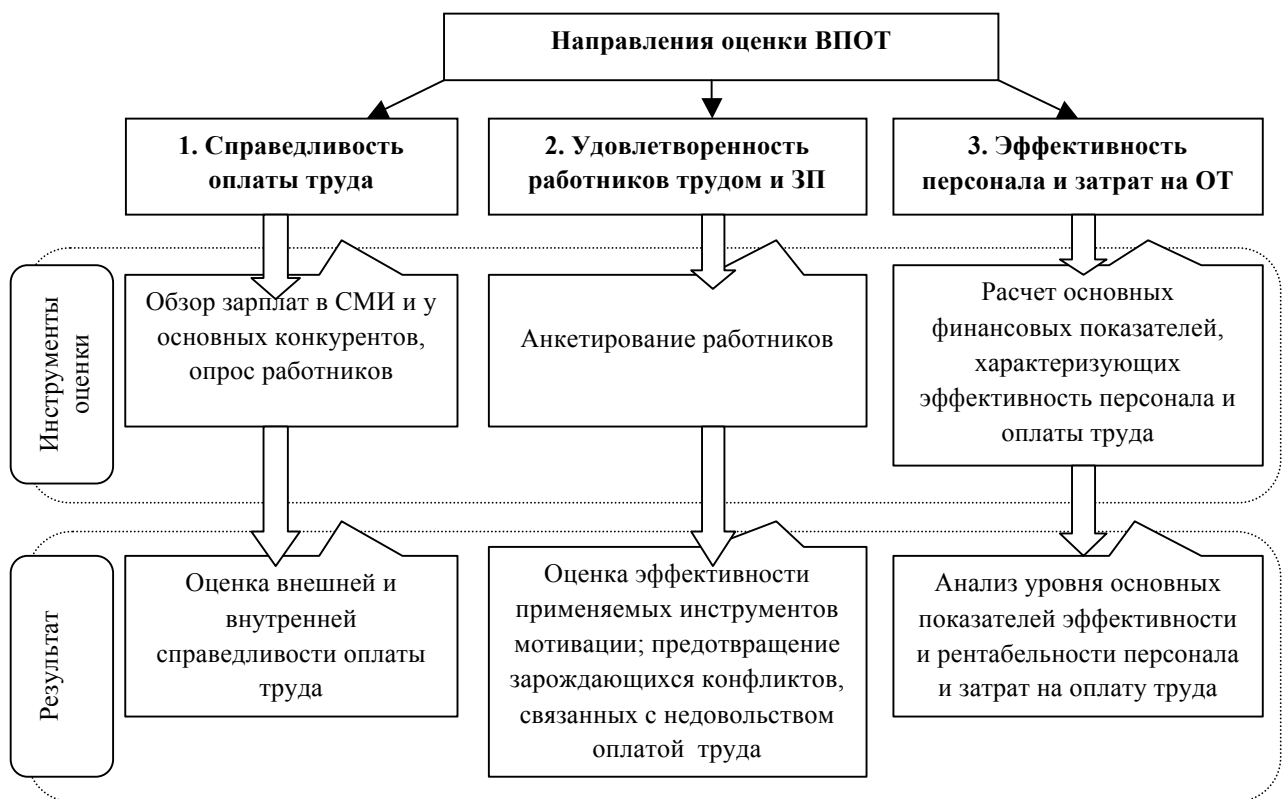 Направления оценки ВПОТ
1. Справедливость
оплаты труда
2. Удовлетворенность
работников трудом и ЗП
3. Эффективность
персонала и затрат на ОТ
Инструменты
оценки
Обзор зарплат в СМИ и у
основных конкурентов,
опрос работников
Анкетирование работников
Расчет основных
финансовых показателей,
характеризующих
эффективность персонала и
оплаты труда
Результат
Оценка внешней и
внутренней
справедливости оплаты
труда
Оценка эффективности
применяемых инструментов
мотивации; предотвращение
зарождающихся конфликтов,
связанных с недовольством
оплатой труда
Анализ уровня основных
показателей эффективности
и рентабельности персонала
и затрат на оплату труда